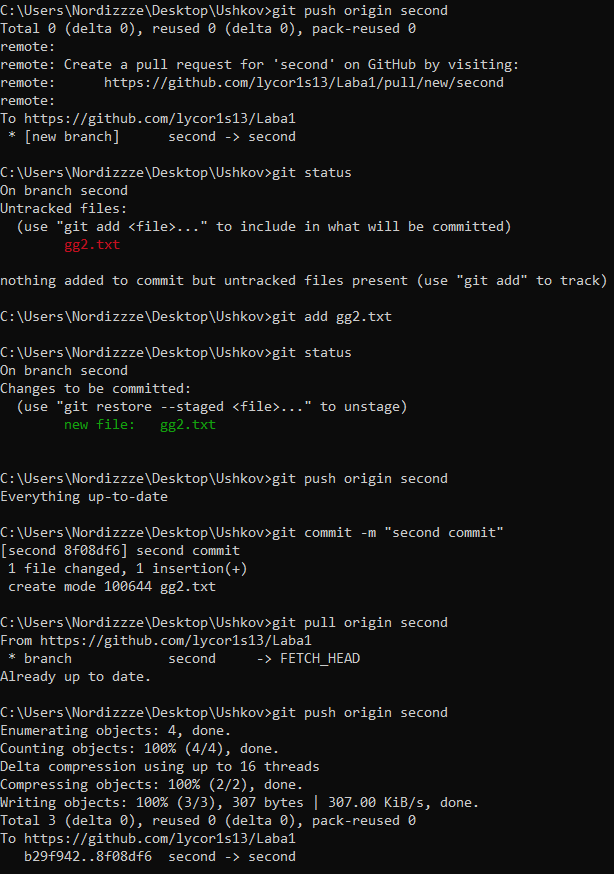 C:\Users\Nordizzze\Desktop\Ushkov>git push origin second
Total 0 (delta 0), reused 0 (delta 0), pack-reused 0
remote:
remote: Create a pull request for 'second' on GitHub by visiting:
remote:      https://github.com/lycor1s13/Laba1/pull/new/second
remote:
To https://github.com/lycor1s13/Laba1
 * [new branch]      second -> second

C:\Users\Nordizzze\Desktop\Ushkov>git status
On branch second
Untracked files:
  (use "git add <file>..." to include in what will be committed)
        gg2.txt

nothing added to commit but untracked files present (use "git add" to track)

C:\Users\Nordizzze\Desktop\Ushkov>git add gg2.txt

C:\Users\Nordizzze\Desktop\Ushkov>git status
On branch second
Changes to be committed:
  (use "git restore --staged <file>..." to unstage)
        new file:   gg2.txt

C:\Users\Nordizzze\Desktop\Ushkov>git push origin second
Everything up-to-date

C:\Users\Nordizzze\Desktop\Ushkov>git commit -m "second commit"
[second 8f08df6] second commit
 1 file changed, 1 insertion(+)
 create mode 100644 gg2.txt

C:\Users\Nordizzze\Desktop\Ushkov>git pull origin second
From https://github.com/lycor1s13/Laba1
 * branch            second     -> FETCH_HEAD
Already up to date.

C:\Users\Nordizzze\Desktop\Ushkov>git push origin second
Enumerating objects: 4, done.
Counting objects: 100% (4/4), done.
Delta compression using up to 16 threads
Compressing objects: 100% (2/2), done.
Writing objects: 100% (3/3), 307 bytes | 307.00 KiB/s, done.
Total 3 (delta 0), reused 0 (delta 0), pack-reused 0
To https://github.com/lycor1s13/Laba1
   b29f942..8f08df6  second -> second